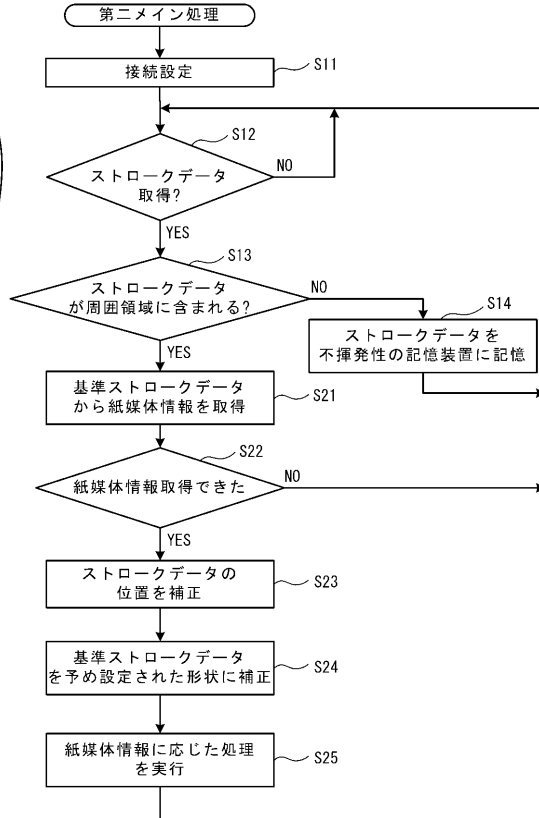 第二メイン処理
接続設定
S11
S12
ストロークデータ
取得?
NO
YES
S13
ストロークデータ
が周囲領域に含まれる?
NO
YES
S14
ストロークデータを
不揮発性の記憶装置に記憶
基準ストロークデータ
から紙媒体情報を取得
S21
S22
紙媒体情報取得できた
NO
YES
ストロークデータの
位置を補正
S23
基準ストロークデータ
を予め設定された形状に補正
S24
紙媒体情報に応じた処理
を実行
S25